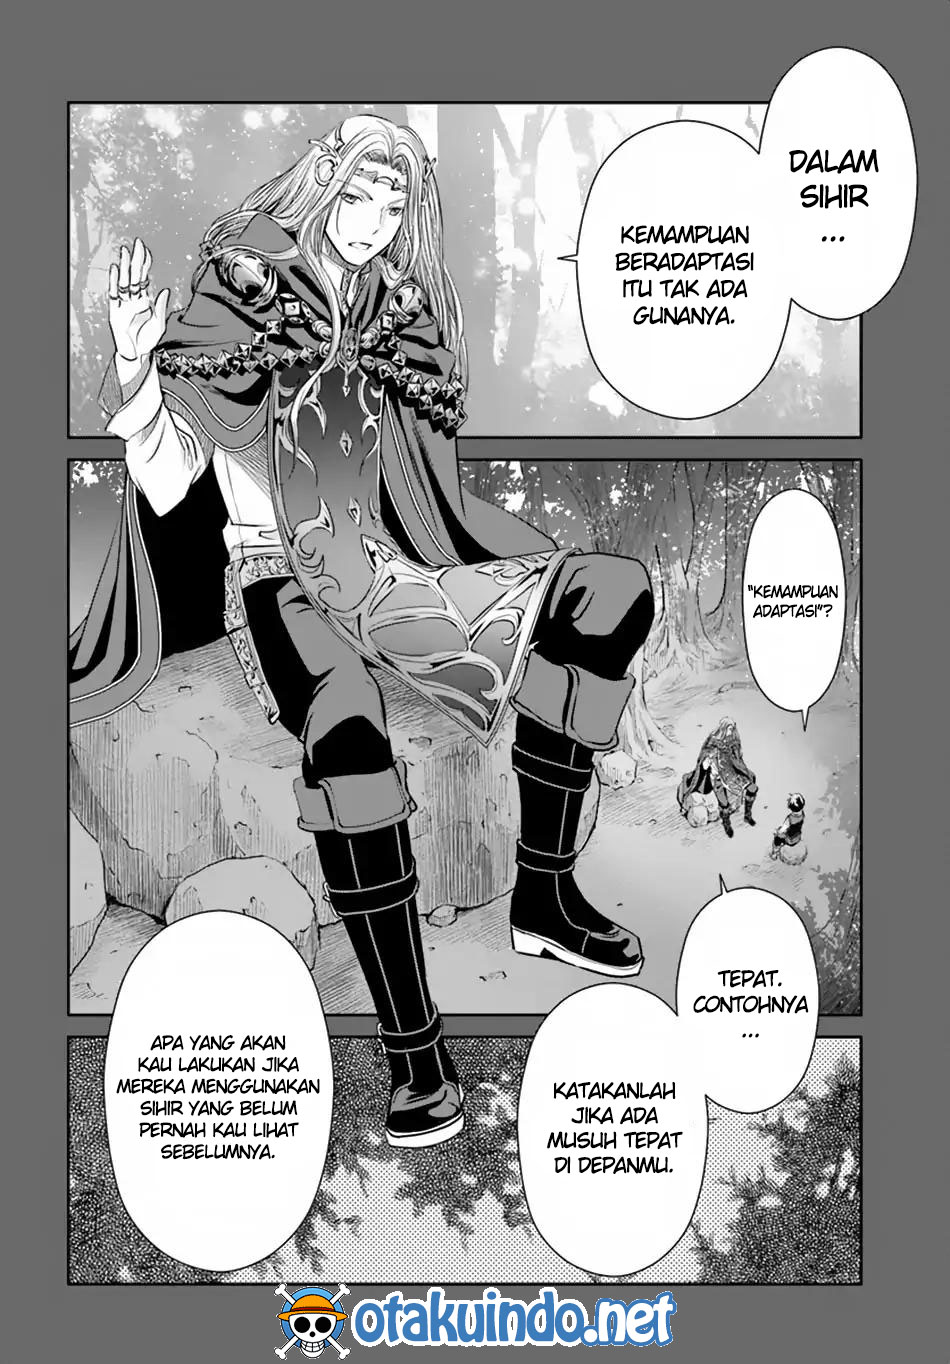 DALAM
SIHIR
...
KEMAMPUAN
BERADAPTASI
ITU TAK ADA
GUNANYA.
"KEMAMPUAN
ADAPTASI"?
TEPAT.
CONTOHNYA
...
KATAKANLAH
JIKA ADA
MUSUH TEPAT
DI DEPANMU.
APA YANG AKAN
KAU LAKUKAN JIKA
MEREKA MENGGUNAKAN
SIHIR YANG BELUM
PERNAH KAU LIHAT
SEBELUMNYA.
otakuindo.net